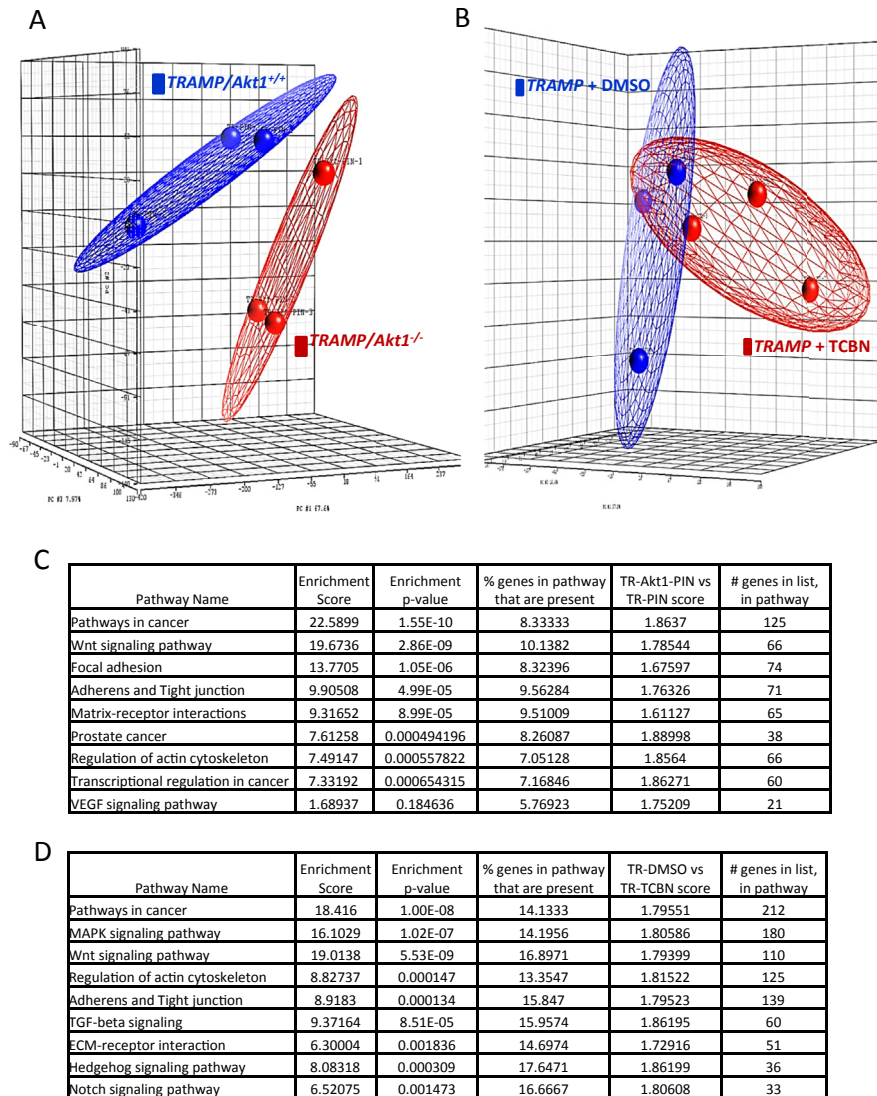 A
B
TRAMP/Akt1+/+
TRAMP + DMSO
TRAMP/Akt1-/-
TRAMP + TCBN
C
Pathway Name Enrichment Score Enrichment p-value % genes in pathway that are present TR-Akt1-PIN vs TR-PIN score # genes in list, in pathway
Pathways in cancer 22.5899 1.55E-10 8.33333 1.8637 125
Wnt signaling pathway 19.6736 2.86E-09 10.1382 1.78544 66
Focal adhesion 13.7705 1.05E-06 8.32396 1.67597 74
Adherens and Tight junction 9.90508 4.99E-05 9.56284 1.76326 71
Matrix-receptor interactions 9.31652 8.99E-05 9.51009 1.61127 65
Prostate cancer 7.61258 0.000494196 8.26087 1.88998 38
Regulation of actin cytoskeleton 7.49147 0.000557822 7.05128 1.8564 66
Transcriptional regulation in cancer 7.33192 0.000654315 7.16846 1.86271 60
VEGF signaling pathway 1.68937 0.184636 5.76923 1.75209 21
D
Pathway Name Enrichment Score Enrichment p-value % genes in pathway that are present TR-DMSO vs TR-TCBN score # genes in list, in pathway
Pathways in cancer 18.416 1.00E-08 14.1333 1.79551 212
MAPK signaling pathway 16.1029 1.02E-07 14.1956 1.80586 180
Wnt signaling pathway 19.0138 5.53E-09 16.8971 1.79399 110
Regulation of actin cytoskeleton 8.82737 0.000147 13.3547 1.81522 125
Adherens and Tight junction 8.9183 0.000134 15.847 1.79523 139
TGF-beta signaling 9.37164 8.51E-05 15.9574 1.86195 60
ECM-receptor interaction 6.30004 0.001836 14.6974 1.72916 51
Hedgehog signaling pathway 8.08318 0.000309 17.6471 1.86199 36
Notch signaling pathway 6.52075 0.001473 16.6667 1.80608 33